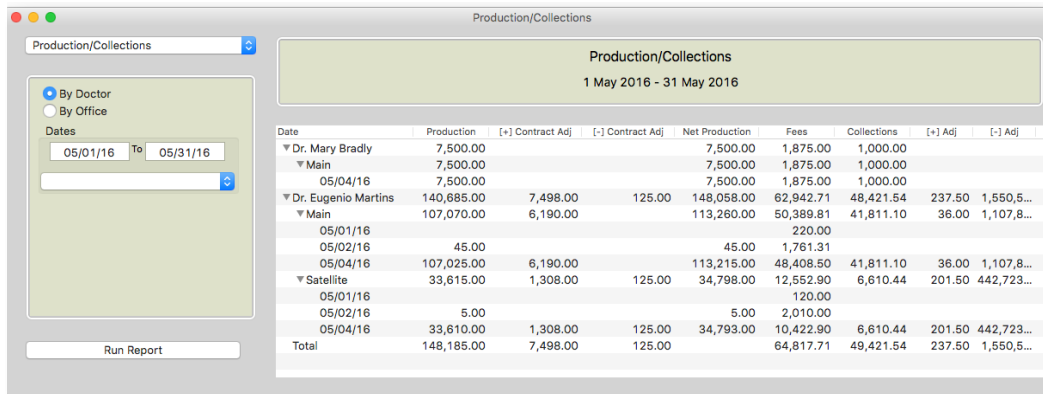 Production/Collections
Production/Collections
Production/Collections
1 May 2016 - 31 May 2016
By Doctor
By Office
Dates
05/01/16 To 05/31/16
Run Report
Date Production [+] Contract Adj [-] Contract Adj Net Production Fees Collections [+] Adj [-] Adj
Dr. Mary Bradly 7,500.00 7,500.00 1,875.00 1,000.00
Main 7,500.00 7,500.00 1,875.00 1,000.00
05/04/16 7,500.00 7,500.00 1,875.00 1,000.00
Dr. Eugenio Martins 140,685.00 7,498.00 125.00 148,058.00 62,942.71 48,421.54 237.50 1,550,5...
Main 107,070.00 6,190.00 113,260.00 50,389.81 41,811.10 36.00 1,107,8...
05/01/16 220.00
05/02/16 45.00 45.00 1,761.31
05/04/16 107,025.00 6,190.00 113,215.00 48,408.50 41,811.10 36.00 1,107,8...
Satellite 33,615.00 1,308.00 125.00 34,798.00 12,552.90 6,610.44 201.50 442,723...
05/01/16 120.00
05/02/16 5.00 5.00 2,010.00
05/04/16 33,610.00 1,308.00 125.00 34,793.00 10,422.90 6,610.44 201.50 442,723...
Total 148,185.00 7,498.00 125.00 64,817.71 49,421.54 237.50 1,550,5...